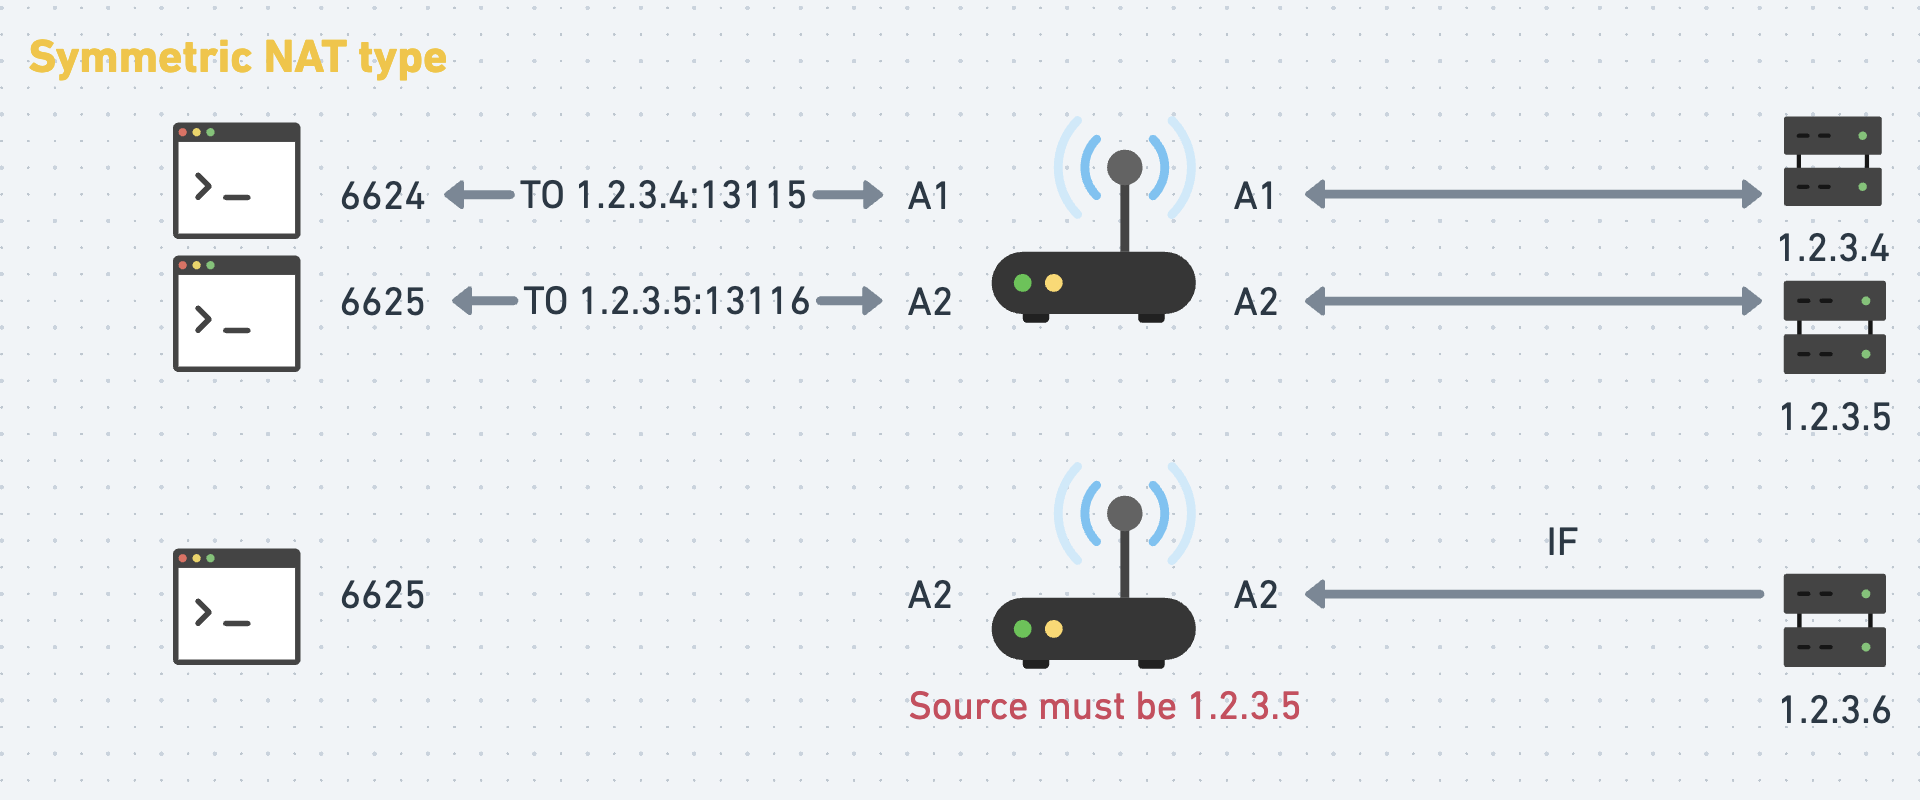 Symmetric NAT type
6624 TO 1.2.3.4:13115 A1 A1
1.2.3.4
6625 TO 1.2.3.5:13116 A2 A2
1.2.3.5
IF
6625 A2 A2
Source must be 1.2.3.5
1.2.3.6